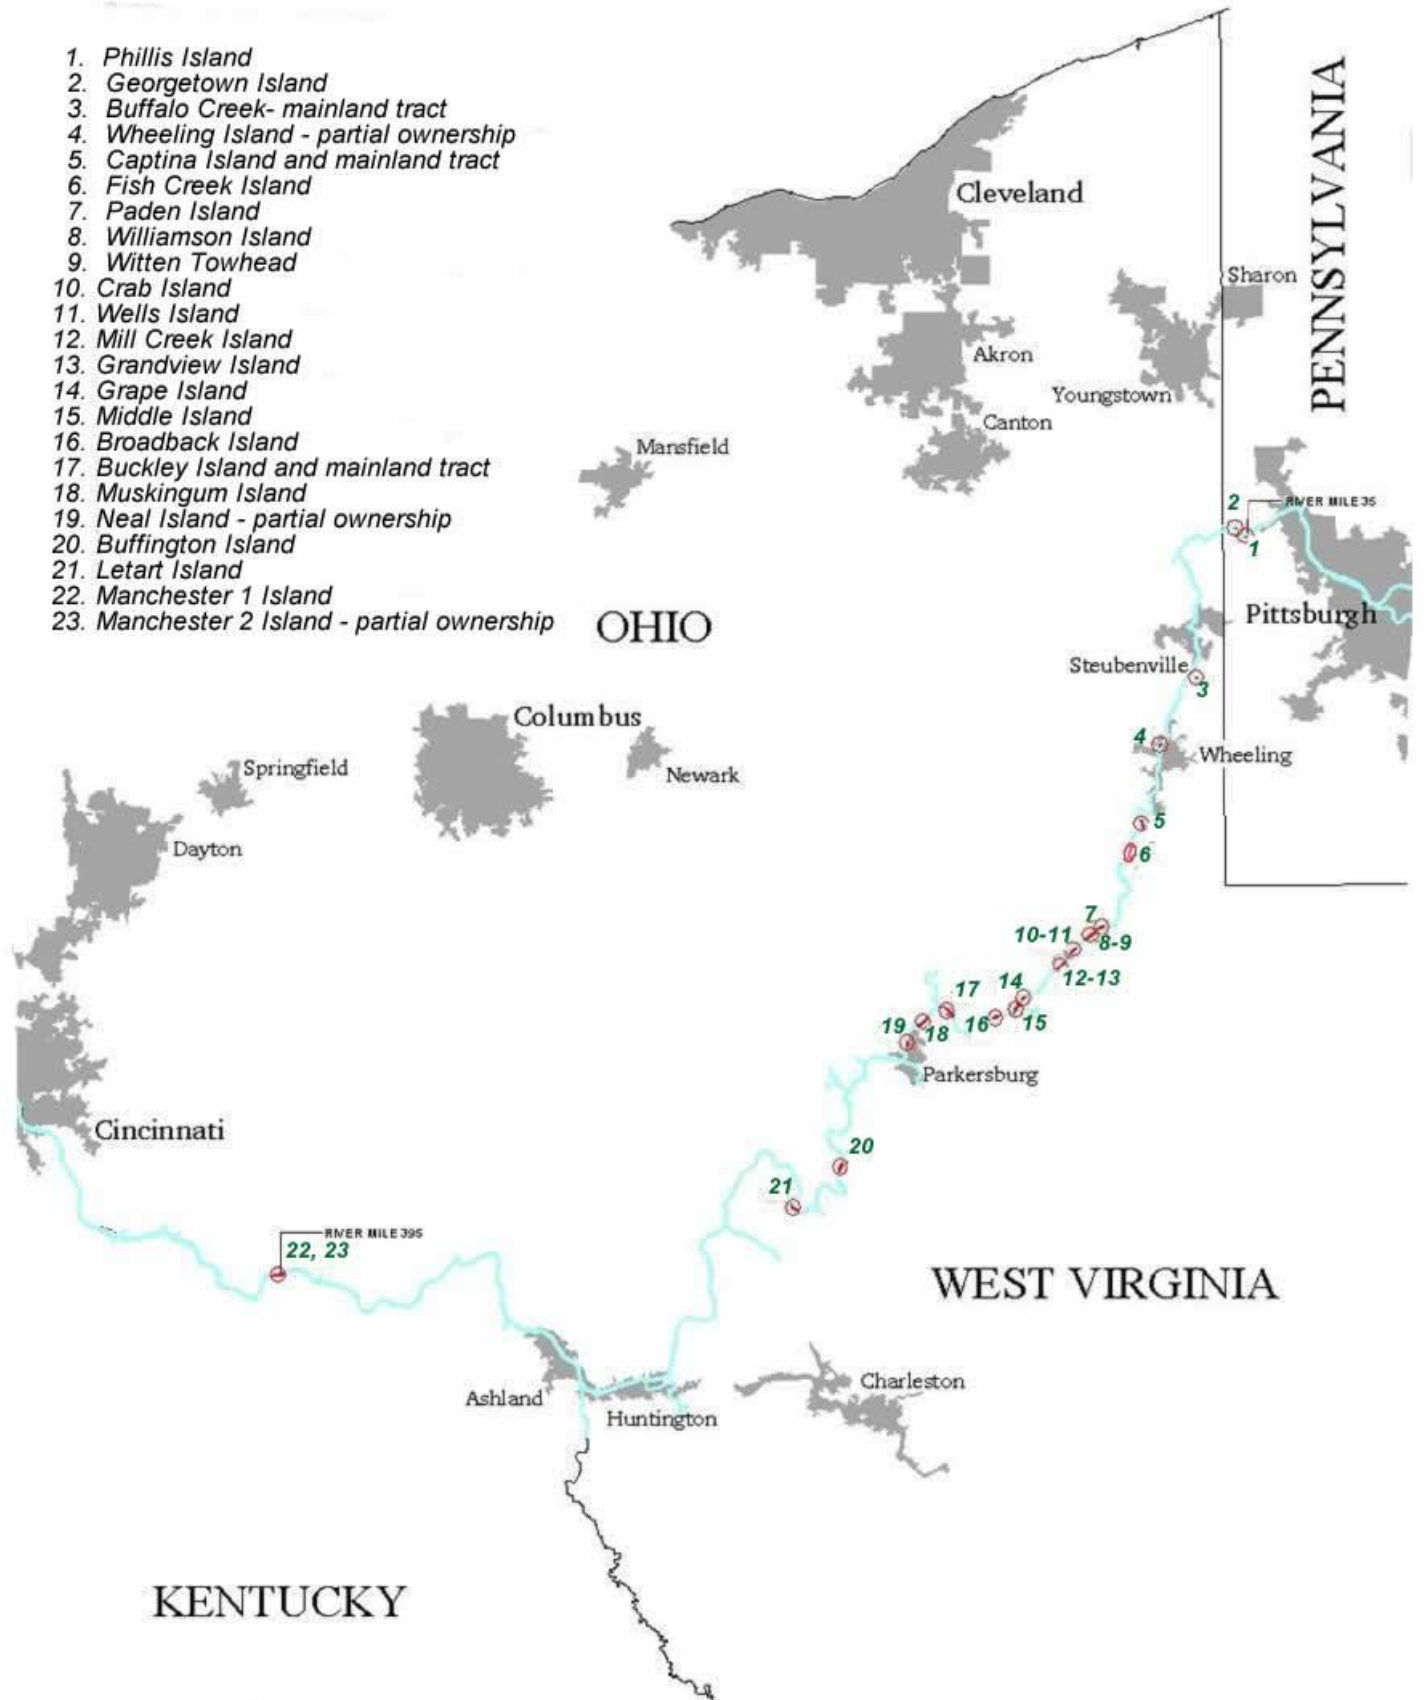 1. Phillis Island
2. Georgetown Island
3. Buffalo Creek- mainland tract
4. Wheeling Island - partial ownership
5. Captina Island and mainland tract
6. Fish Creek Island
7. Paden Island
8. Williamson Island
9. Witten Towhead
10. Crab Island
11. Wells Island
12. Mill Creek Island
13. Grandview Island
14. Grape Island
15. Middle Island
16. Broadback Island
17. Buckley Island and mainland tract
18. Muskingum Island
19. Neal Island - partial ownership
20. Buffington Island
21. Letart Island
22. Manchester 1 Island
23. Manchester 2 Island - partial ownership
PENNSYLVANIA
Cleveland
Sharon
Akron
Youngstown
Canton
Mansfield
2
RIVER MILE 35
1
OHIO
Pittsburgh
Steubenville
3
Columbus
4
Wheeling
Springfield
Newark
5
Dayton
6
7
10-11
8-9
12-13
14
17
16
15
19
18
Parkersburg
Cincinnati
20
21
RIVER MILE 395
22, 23
WEST VIRGINIA
Charleston
Ashland
Huntington
KENTUCKY